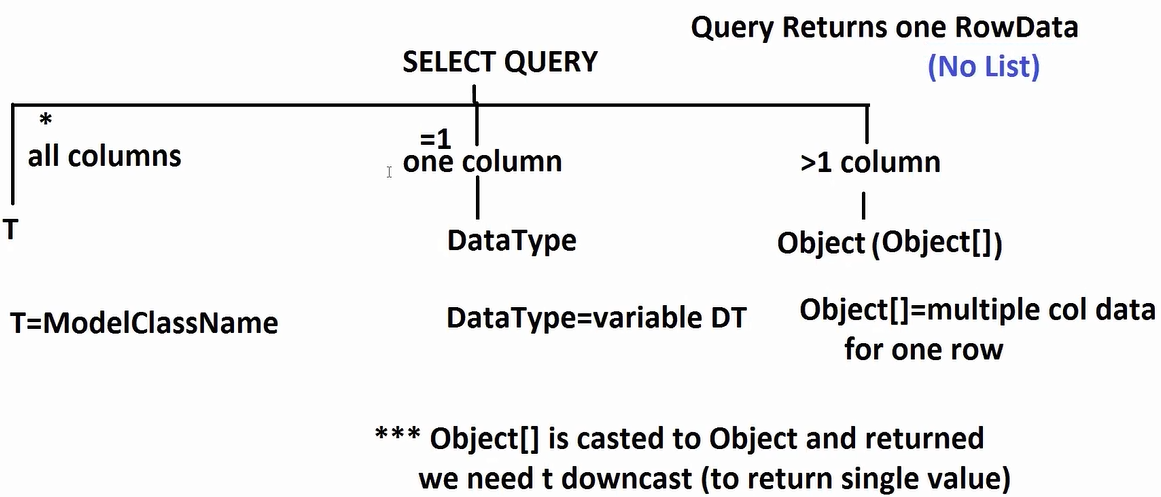 Query Returns one RowData
(No List)
SELECT QUERY
*
all columns
=1
one column
>1 column
T
DataType
Object (Object[])
T=ModelClassName
DataType=variable DT
Object[]=multiple col data
for one row
*** Object[] is casted to Object and returned
we need t downcast (to return single value)